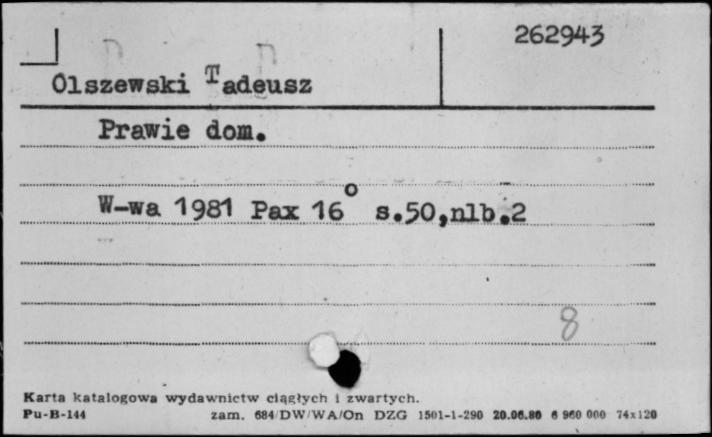 262943
Olszewski Tadeusz
Prawie dom.
W-wa 1981 Pax 16° s.50,nlb.2
8
Karta katalogowa wydawnictw ciągłych i zwartych.
Pu-B-144 zam. 684/DW/WA/On DZG 1501-1-290 20.06.80 6 960 000 74x120